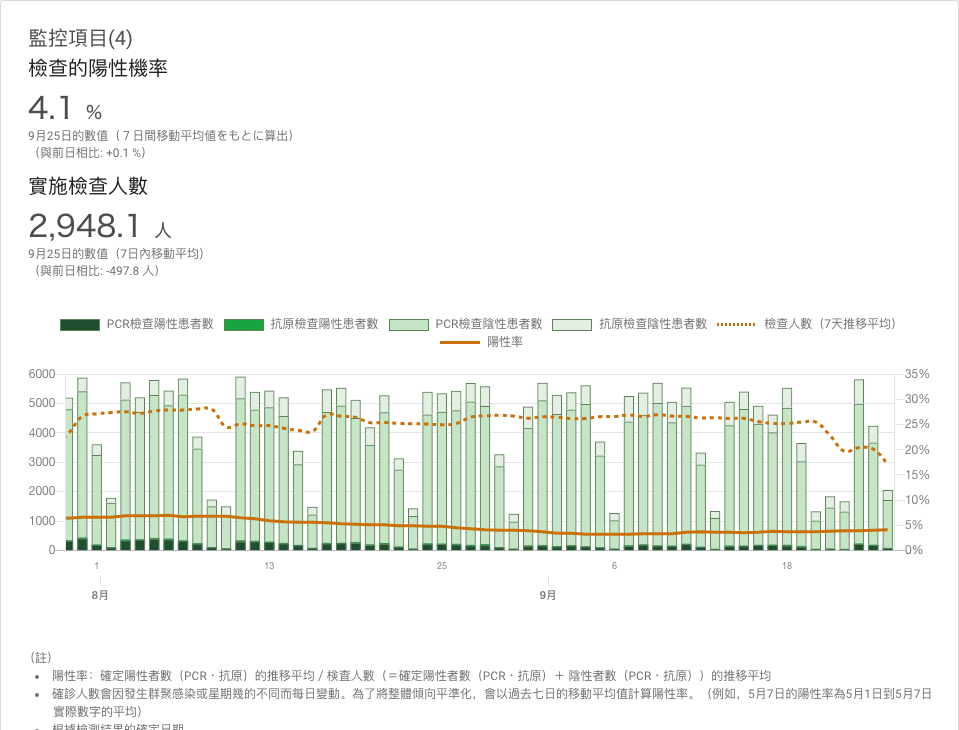 監控項目(4)
檢查的陽性機率
4.1 %
9月25日的數值（７日間移動平均値をもとに算出）
（與前日相比: +0.1 %）
實施檢查人數
2,948.1 人
9月25日的數值（7日內移動平均）
（與前日相比: -497.8 人）
PCR檢查陽性患者數 抗原檢查陽性患者數 PCR檢查陰性患者數 抗原檢查陰性患者數 檢查人數（7天推移平均）
陽性率
6000 35%
5000 30%
4000 25%
3000 20%
2000 15%
1000 10%
0 5%
0%
1 13 25 6 18
8月 9月
（註）
陽性率：確定陽性者數（PCR・抗原）的推移平均 / 検査人數（＝確定陽性者數（PCR・抗原）＋ 陰性者數（PCR・抗原））的推移平均
確診人數會因發生群聚感染或星期幾的不同而每日變動。為了將整體傾向平準化，會以過去七日的移動平均值計算陽性率。（例如，5月7日的陽性率為5月1日到5月7日
實際數字的平均）
根據檢測結果的確定日期